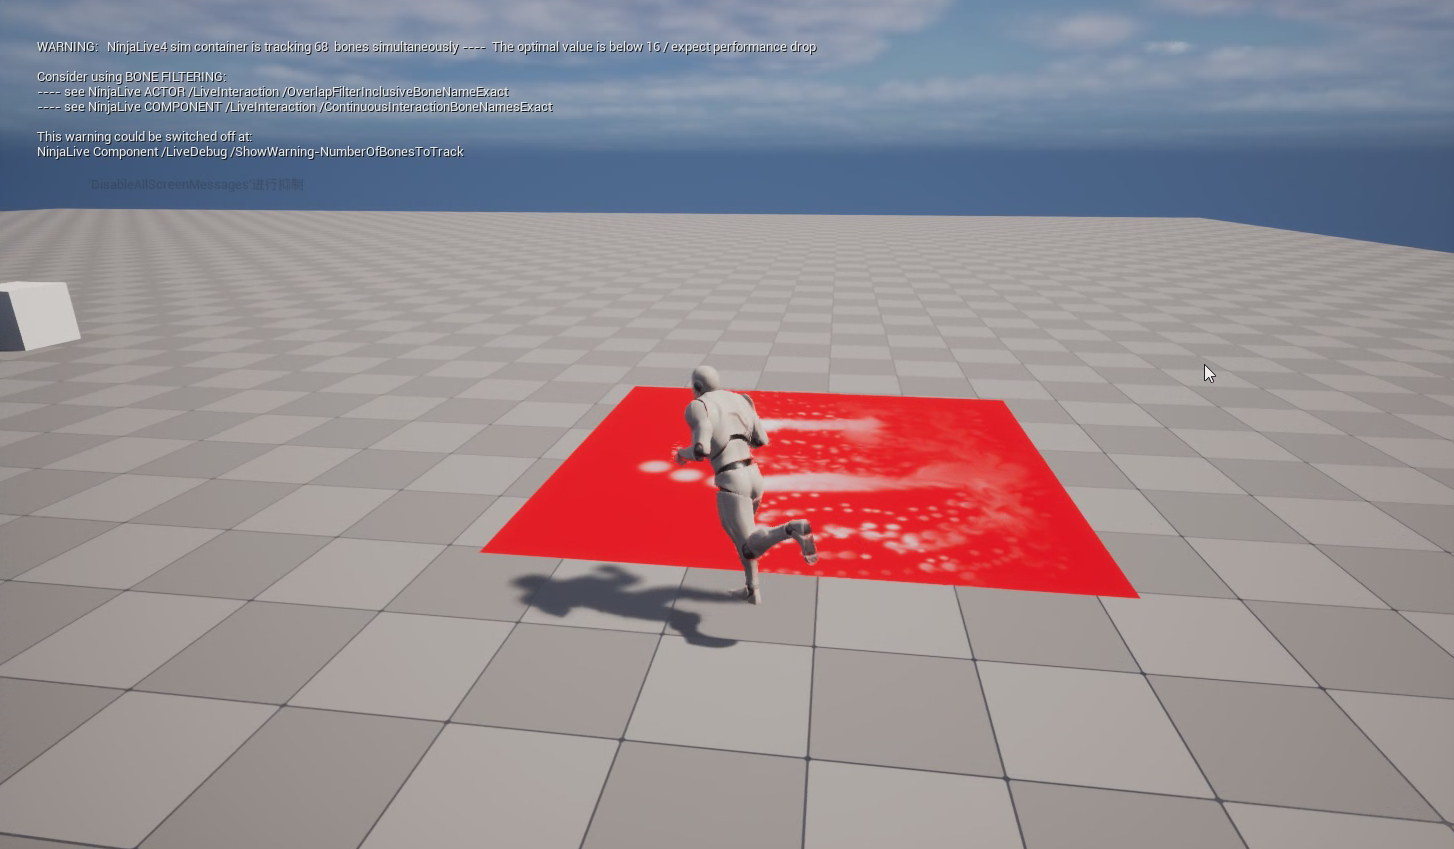 WARNING: NinjaLive4 sim container is tracking 68 bones simultaneously ---- The optimal value is below 16 / expect performance drop
Consider using BONE FILTERING:
---- see NinjaLive ACTOR /LiveInteraction /OverlapFilterInclusiveBoneNameExact
---- see NinjaLive COMPONENT /LiveInteraction /ContinuousInteractionBoneNamesExact
This warning could be switched off at:
NinjaLive Component /LiveDebug /ShowWarning-NumberOfBonesToTrack
'DisableAllScreenMessages'进行抑制